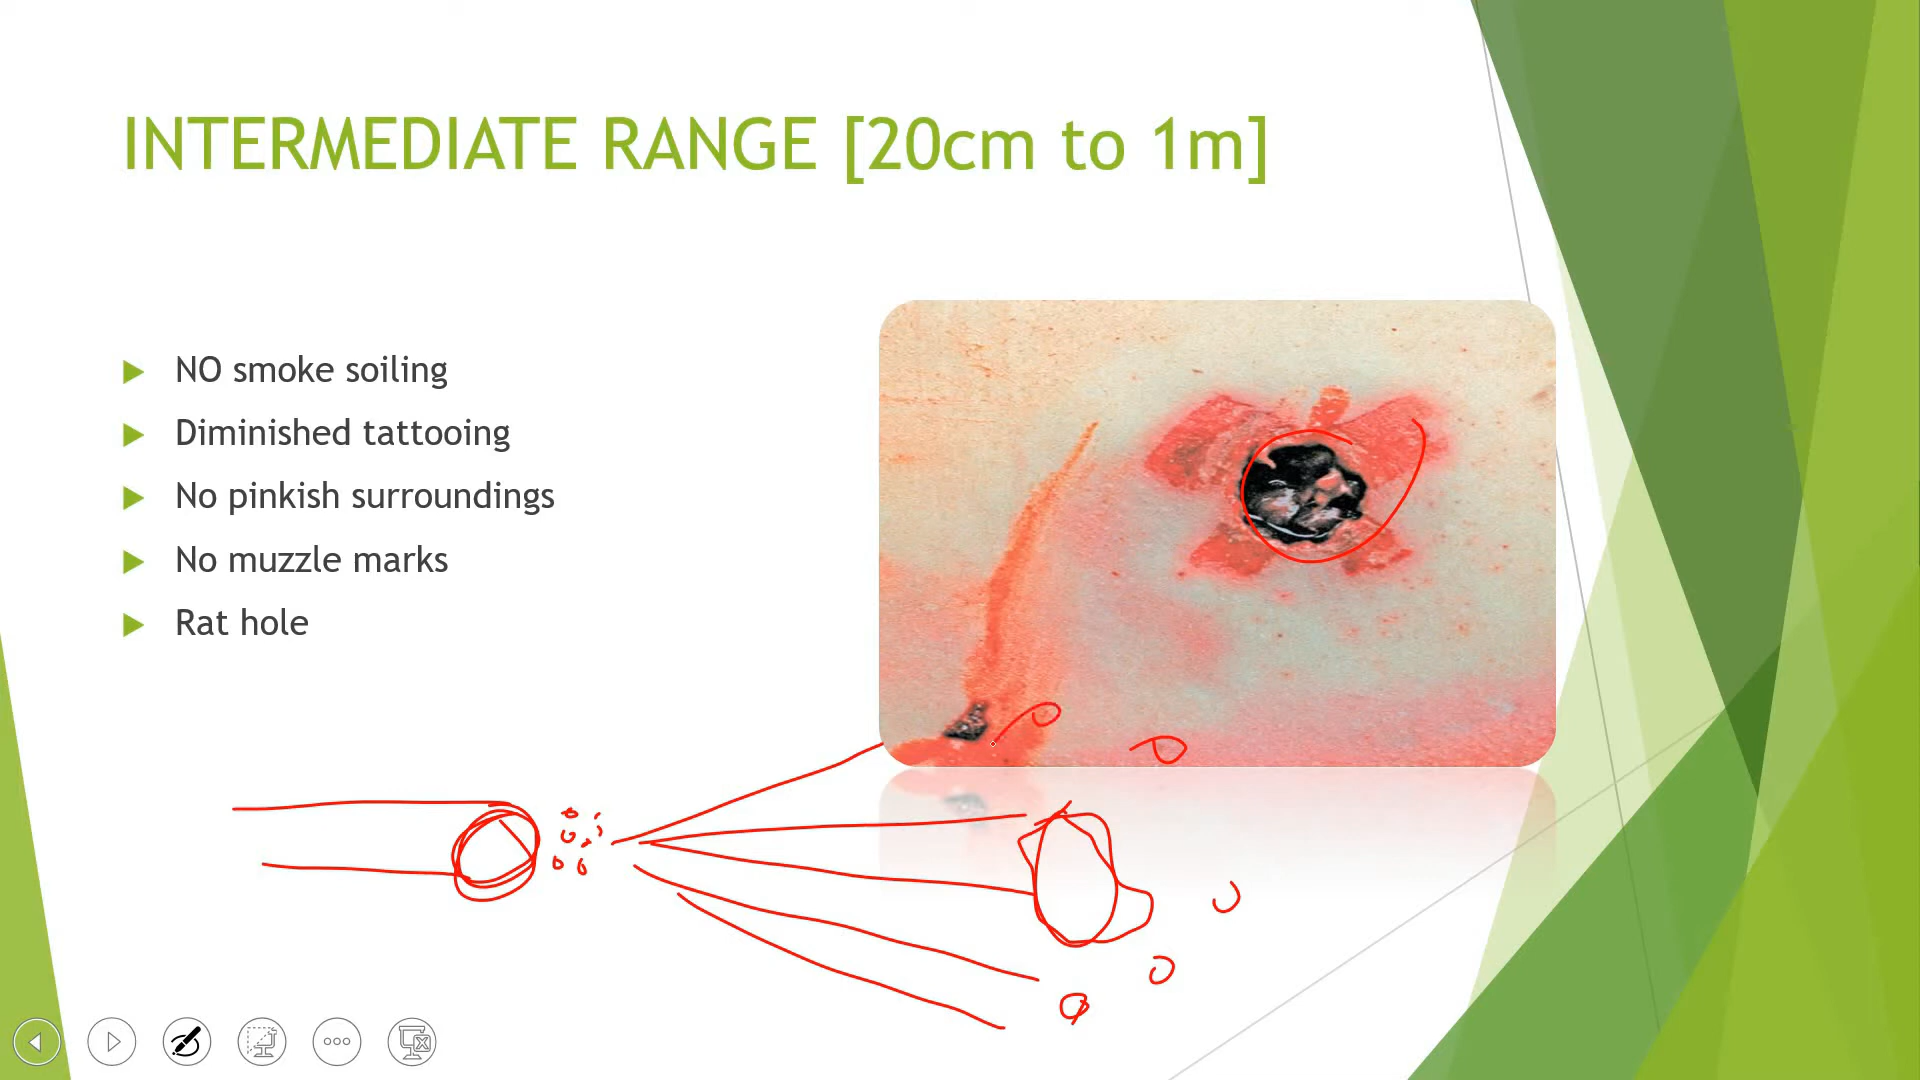 INTERMEDIATE RANGE [20cm to 1m]
NO smoke soiling
Diminished tattooing
No pinkish surroundings
No muzzle marks
Rat hole